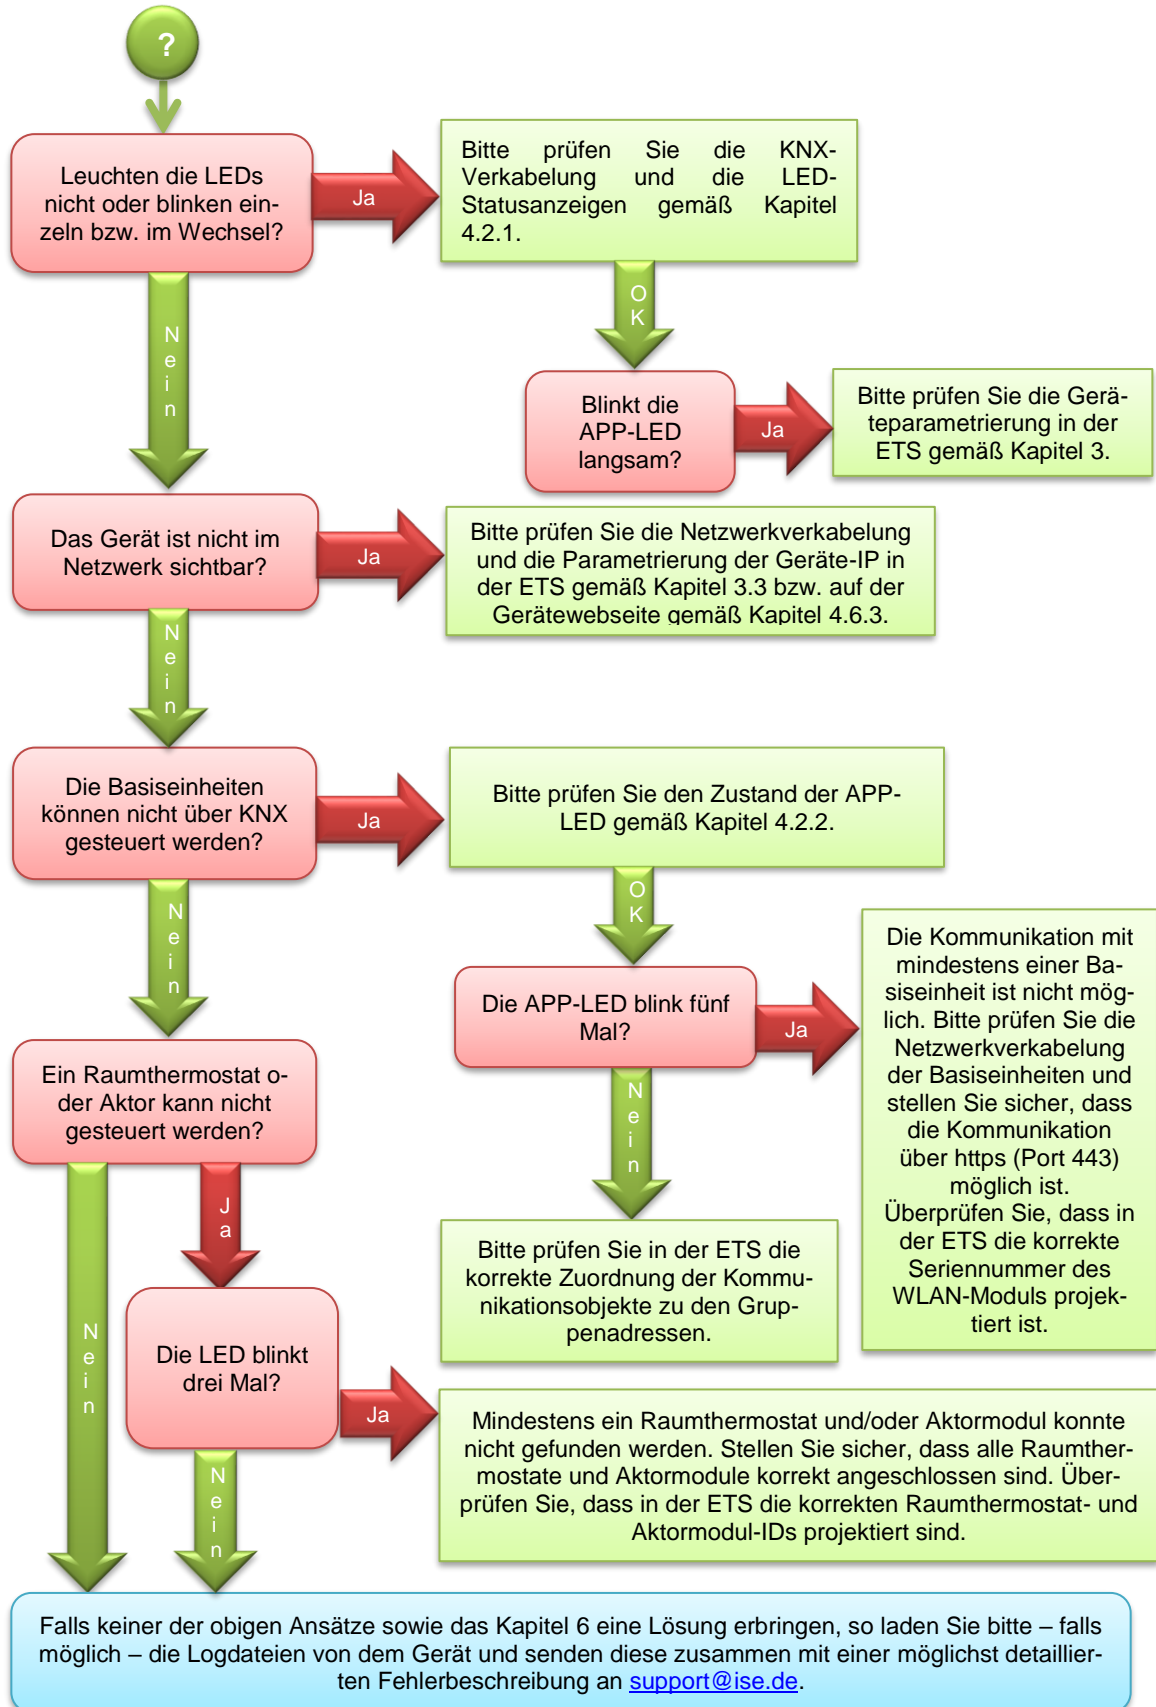 ?
Leuchten die LEDs
nicht oder blinken ein-
zeln bzw. im Wechsel?
Ja
Bitte prüfen Sie die KNX-
Verkabelung und die LED-
Statusanzeigen gemäß Kapitel
4.2.1.
Nein
OK
Blinkt die
APP-LED
langsam?
Ja
Bitte prüfen Sie die Gerä-
teparametrierung in der
ETS gemäß Kapitel 3.
Das Gerät ist nicht im
Netzwerk sichtbar?
Ja
Bitte prüfen Sie die Netzwerkverkabelung
und die Parametrierung der Geräte-IP in
der ETS gemäß Kapitel 3.3 bzw. auf der
Gerätewebseite gemäß Kapitel 4.6.3.
Nein
Die Basiseinheiten
können nicht über KNX
gesteuert werden?
Ja
Bitte prüfen Sie den Zustand der APP-
LED gemäß Kapitel 4.2.2.
Nein
OK
Die APP-LED blink fünf
Mal?
Ja
Die Kommunikation mit
mindestens einer Ba-
siseinheit ist nicht mög-
lich. Bitte prüfen Sie die
Netzwerkverkabelung
der Basiseinheiten und
stellen Sie sicher, dass
die Kommunikation
über https (Port 443)
möglich ist.
Überprüfen Sie, dass in
der ETS die korrekte
Seriennummer des
WLAN-Moduls projek-
tiert ist.
Nein
Bitte prüfen Sie in der ETS die
korrekte Zuordnung der Kommu-
nikationsobjekte zu den Grup-
penadressen.
Ein Raumthermostat o-
der Aktor kann nicht
gesteuert werden?
Nein
Ja
Die LED blinkt
drei Mal?
Ja
Mindestens ein Raumthermostat und/oder Aktormodul konnte
nicht gefunden werden. Stellen Sie sicher, dass alle Raumther-
mostate und Aktormodule korrekt angeschlossen sind. Über-
prüfen Sie, dass in der ETS die korrekten Raumthermostat- und
Aktormodul-IDs projektiert sind.
Nein
Falls keiner der obigen Ansätze sowie das Kapitel 6 eine Lösung erbringen, so laden Sie bitte – falls
möglich – die Logdateien von dem Gerät und senden diese zusammen mit einer möglichst detaillier-
ten Fehlerbeschreibung an support@ise.de.